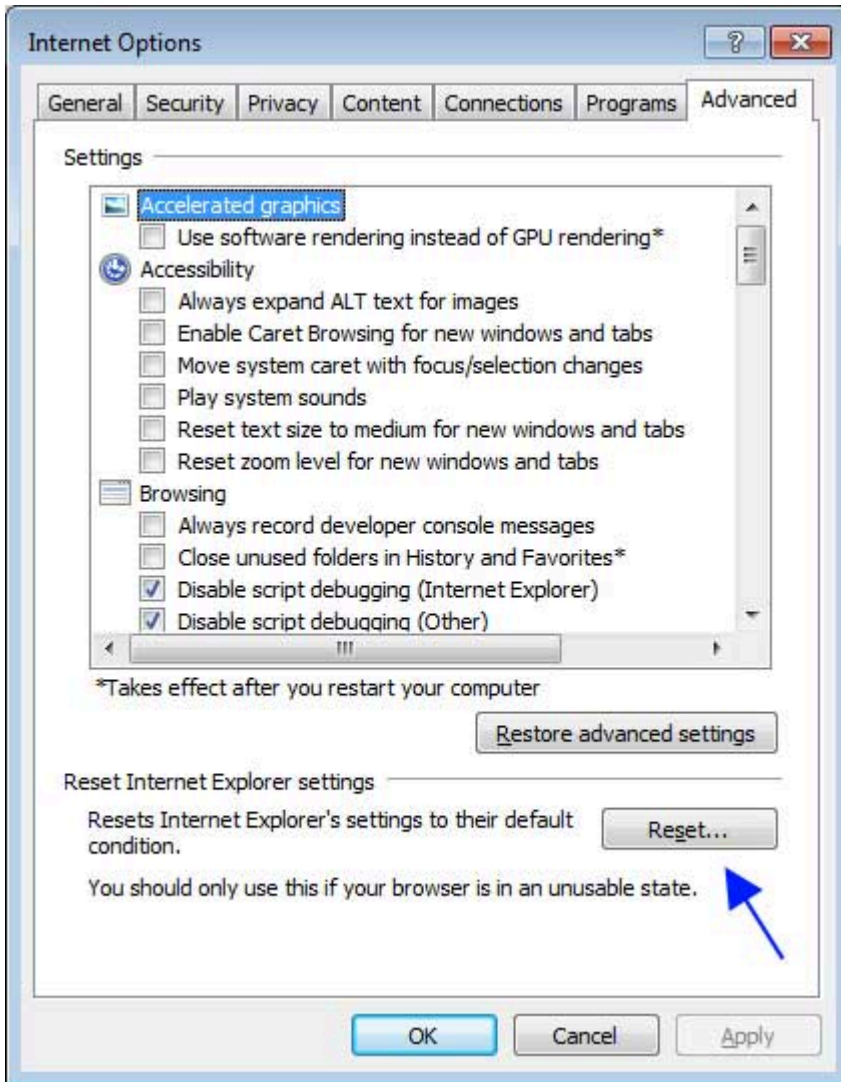 Internet Options
General Security Privacy Content Connections Programs Advanced
Settings
Accelerated graphics
Use software rendering instead of GPU rendering*
Accessibility
Always expand ALT text for images
Enable Caret Browsing for new windows and tabs
Move system caret with focus/selection changes
Play system sounds
Reset text size to medium for new windows and tabs
Reset zoom level for new windows and tabs
Browsing
Always record developer console messages
Close unused folders in History and Favorites*
Disable script debugging (Internet Explorer)
Disable script debugging (Other)
*Takes effect after you restart your computer
Restore advanced settings
Reset Internet Explorer settings
Resets Internet Explorer's settings to their default
condition.
Reset...
You should only use this if your browser is in an unusable state.
OK Cancel Apply